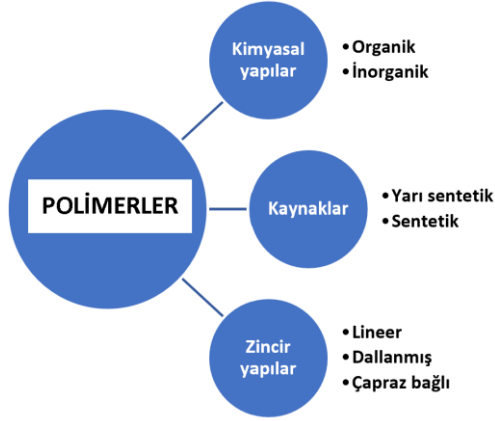 Kimyasal
yapılar
• Organik
• İnorganik
POLİMERLER
Kaynaklar
• Yarı sentetik
• Sentetik
Zincir
yapılar
• Lineer
• Dallanmış
• Çapraz bağlı